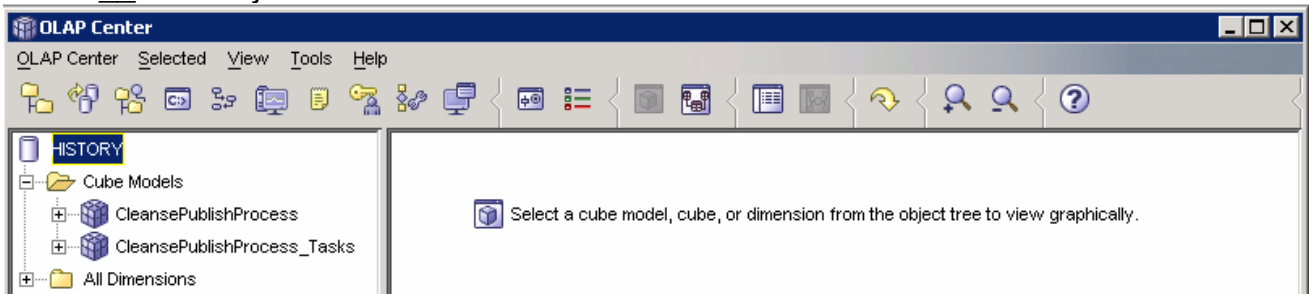 OLAP Center
OLAP Center Selected View Tools Help
HISTORY
Cube Models
CleansePublishProcess
CleansePublishProcess_Tasks
All Dimensions
Select a cube model, cube, or dimension from the object tree to view graphically.